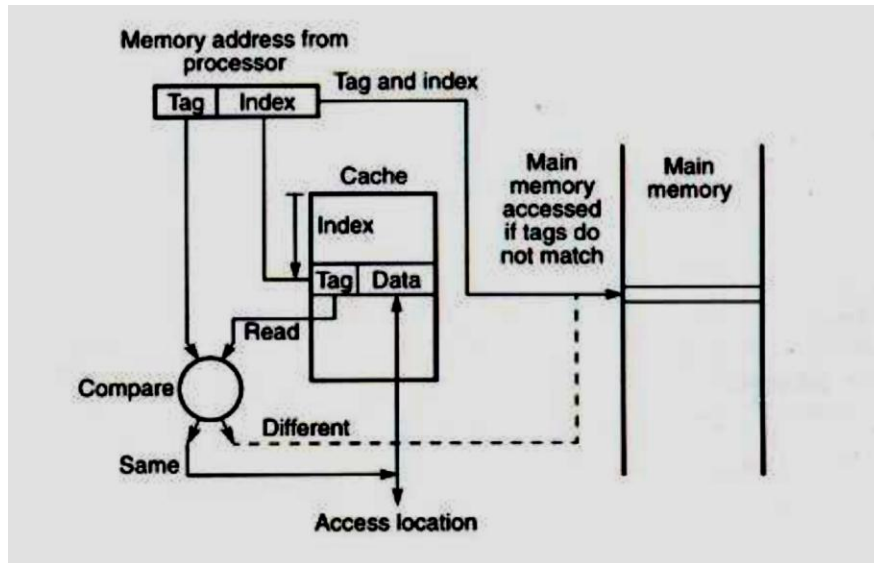 Memory address from
processor
Tag and index
Tag Index
Main
memory
accessed
if tags do
not match
Main
memory
Cache
Index
Tag Data
Read
Compare
Different
Same
Access location